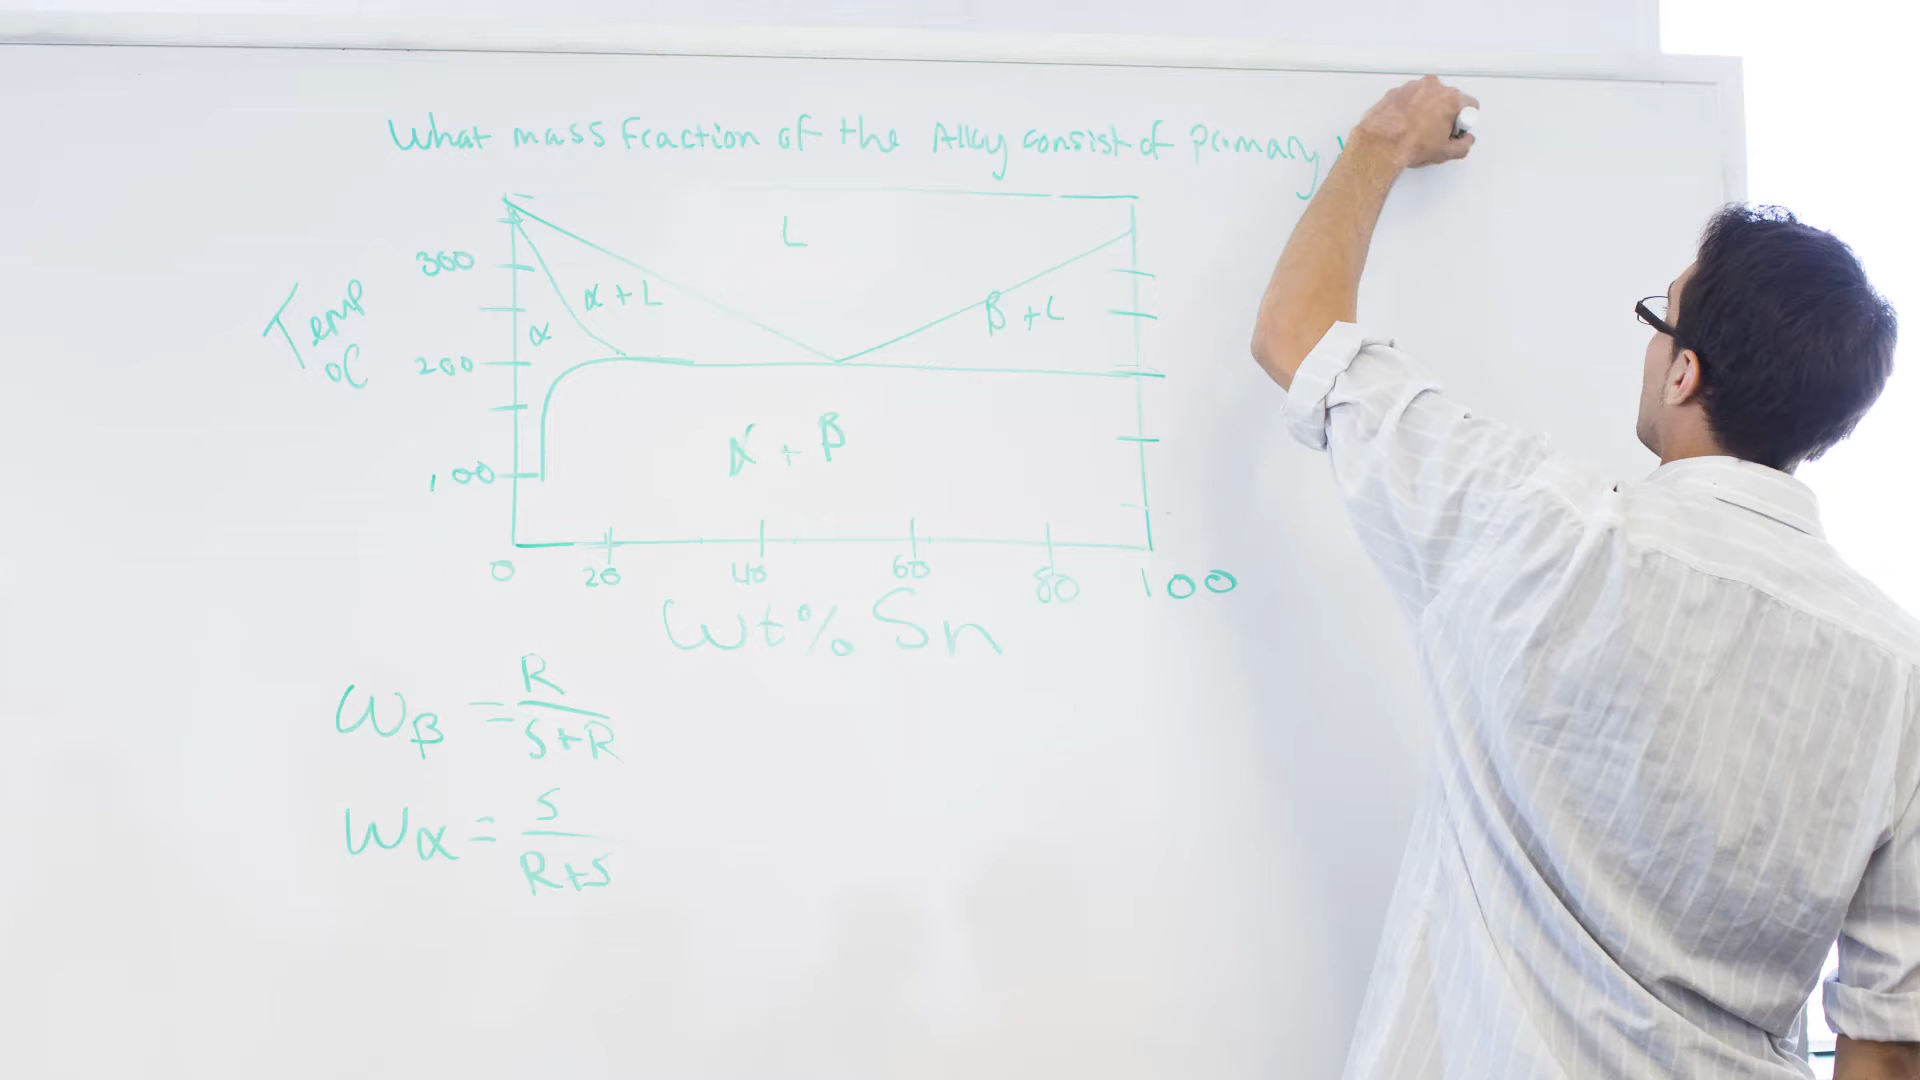 What mass fraction of the Alloy consist of primary
L
300
α + L
β + L
Temp
α
°C
200
α + β
100
0 20 40 60 80 100
wt% Sn
Wβ = R / S+R
Wα = S / R+S